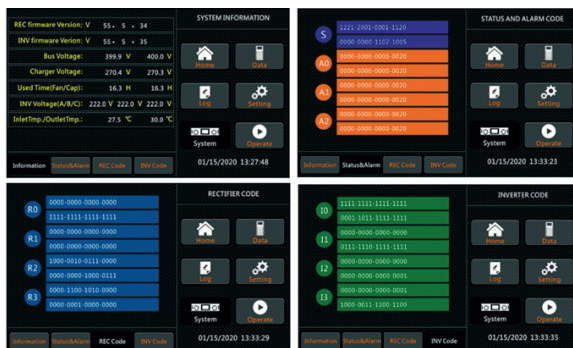 REC firmware Version: V 55. 5 . 34
INV firmware Verion: V 55. 5 . 35
Bus Voltage: 399.9 V 400.0 V
Charger Voltage: 270.4 V 270.3 V
Used Time(Fan/Cap): 16.3 H 16.3 H
INV Voltage(A/B/C): 222.0 V 222.0 V 222.0 V
InletTmp./OutletTmp.: 27.5 ℃ 30.0 ℃
Information Status&Alarm REC Code INV Code
SYSTEM INFORMATION
Home Data
Log Setting
System Operate
01/15/2020 13:27:48
S
1221-2001-0001-1120
0000-0000-1102-1005
A0
0000-0000-0000-0020
0000-0000-0000-0020
A1
0000-0000-0000-0020
0000-0000-0000-0020
A2
0000-0000-0000-0020
0000-0000-0000-0020
Information Status&Alarm REC Code INV Code
STATUS AND ALARM CODE
Home Data
Log Setting
System Operate
01/15/2020 13:33:23
R0
0000-0000-0000-0000
1111-1111-1111-1111
R1
0000-0000-0000-0000
0000-0000-0000-0000
R2
1000-0010-0111-0000
0000-0000-1000-0111
R3
0000-1100-1010-0000
0000-0001-0000-0000
Information Status&Alarm REC Code INV Code
RECTIFIER CODE
Home Data
Log Setting
System Operate
01/15/2020 13:33:29
I0
1111-1111-1111-1111
0001-1011-1111-1111
I1
0000-0000-0000-0000
0111-1110-1111-1111
I2
0000-0000-0000-0000
0000-0000-0000-0001
I3
0000-0000-0000-0001
1000-0011-1100-1100
Information Status&Alarm REC Code INV Code
INVERTER CODE
Home Data
Log Setting
System Operate
01/15/2020 13:33:35